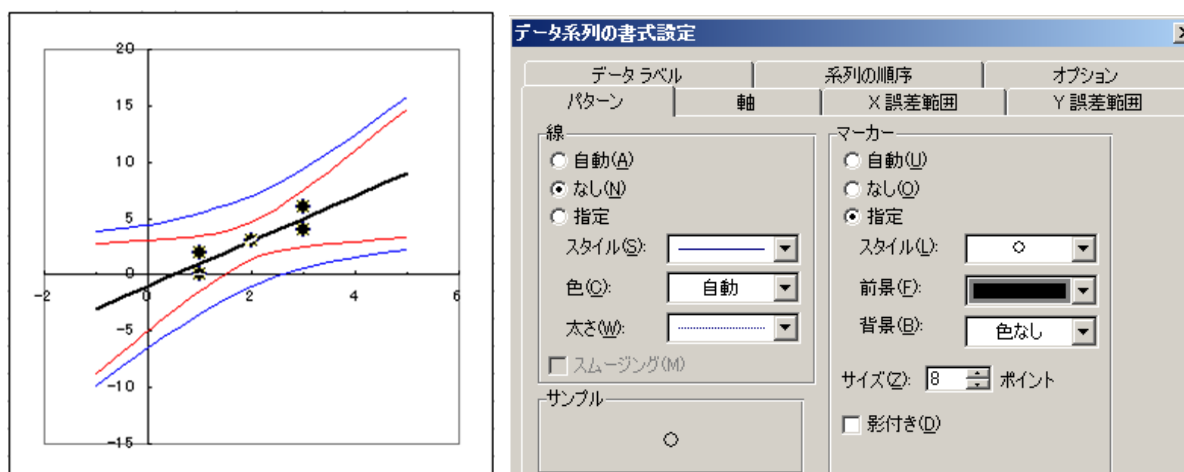 20
15
10
5
0
-2 0 2 4 6
-5
-10
-15
データ系列の書式設定
データ ラベル 系列の順序 オプション
パターン 軸 X 誤差範囲 Y 誤差範囲
線
自動(A)
なし(N)
指定
スタイル(S):
色(C): 自動
太さ(W):
スムージング(M)
サンプル
マーカー
自動(U)
なし(O)
指定
スタイル(L):
前景(F):
背景(B): 色なし
サイズ(Z): 8 ポイント
影付き(D)